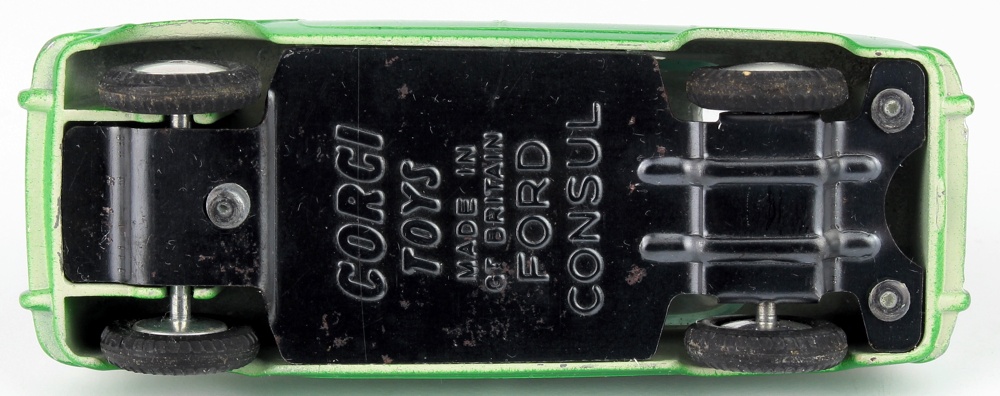 CORGI
TOYS
MADE IN
GT BRITAIN
FORD
CONSUL